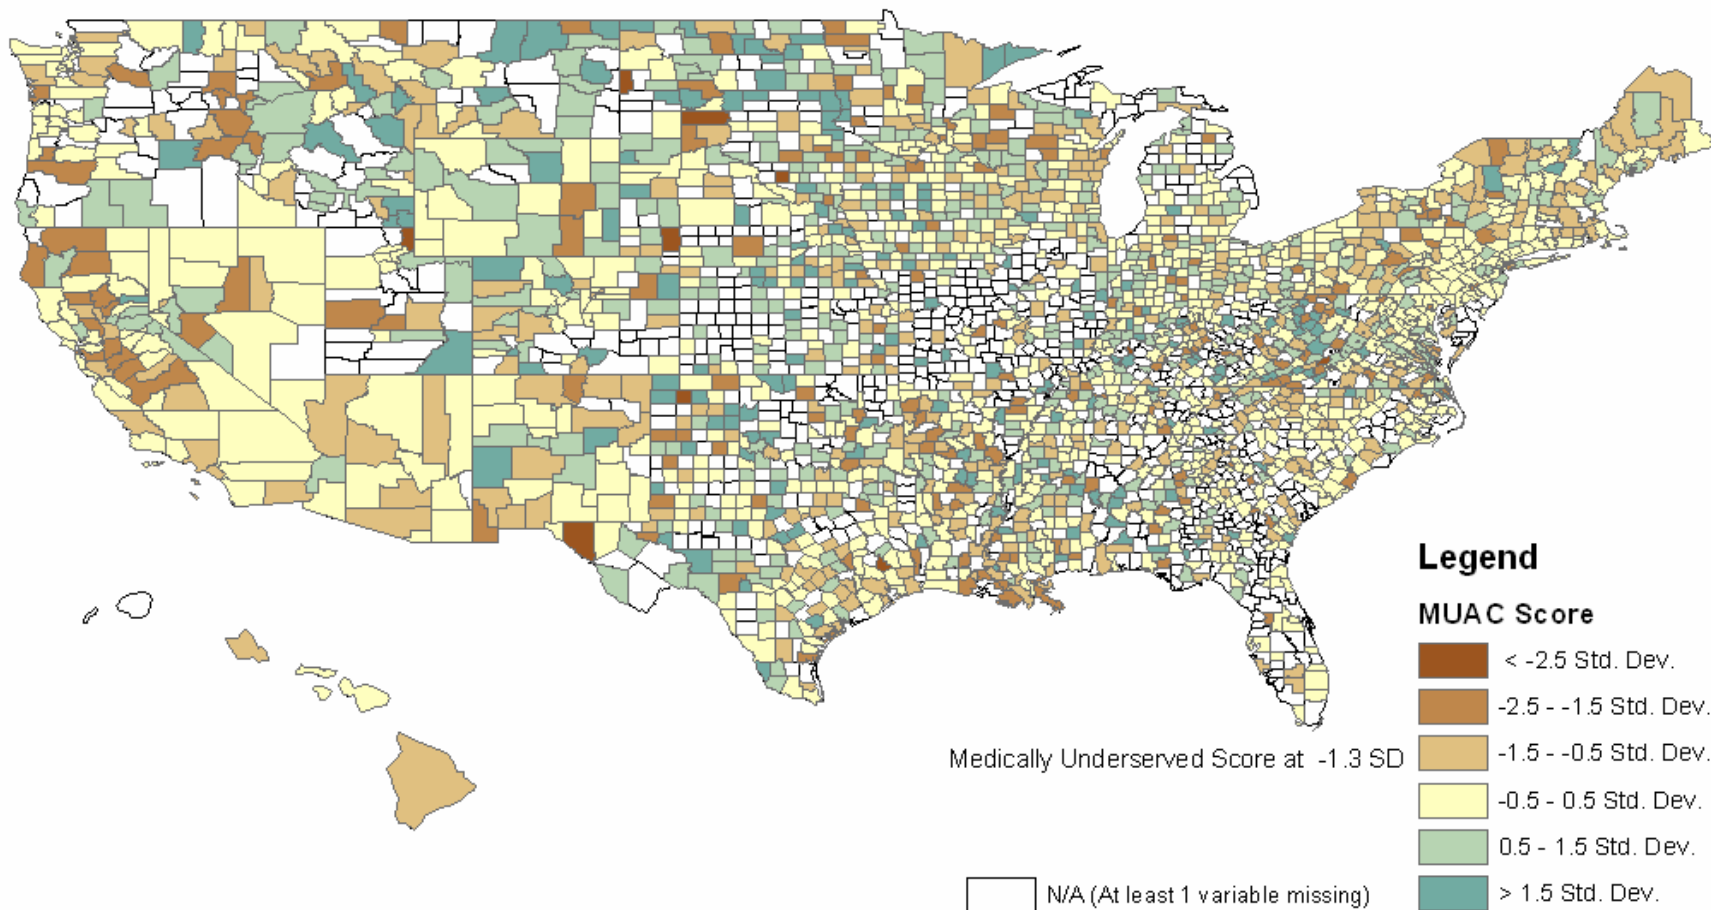 Legend
MUAC Score
< -2.5 Std. Dev.
-2.5 - -1.5 Std. Dev.
Medically Underserved Score at -1.3 SD
-1.5 - -0.5 Std. Dev.
-0.5 - 0.5 Std. Dev.
0.5 - 1.5 Std. Dev.
N/A (At least 1 variable missing)
> 1.5 Std. Dev.